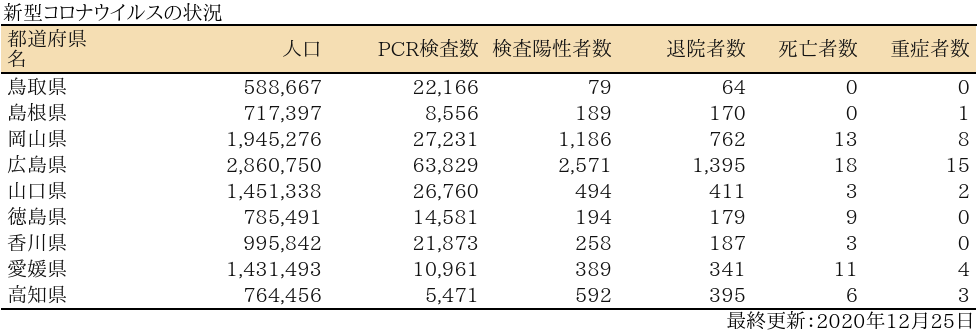 新型コロナウイルスの状況
都道府県名 人口 PCR検査数 検査陽性者数 退院者数 死亡者数 重症者数
鳥取県 588,667 22,166 79 64 0 0
島根県 717,397 8,556 189 170 0 1
岡山県 1,945,276 27,231 1,186 762 13 8
広島県 2,860,750 63,829 2,571 1,395 18 15
山口県 1,451,338 26,760 494 411 3 2
徳島県 785,491 14,581 194 179 9 0
香川県 995,842 21,873 258 187 3 0
愛媛県 1,431,493 10,961 389 341 11 4
高知県 764,456 5,471 592 395 6 3
最終更新：2020年12月25日